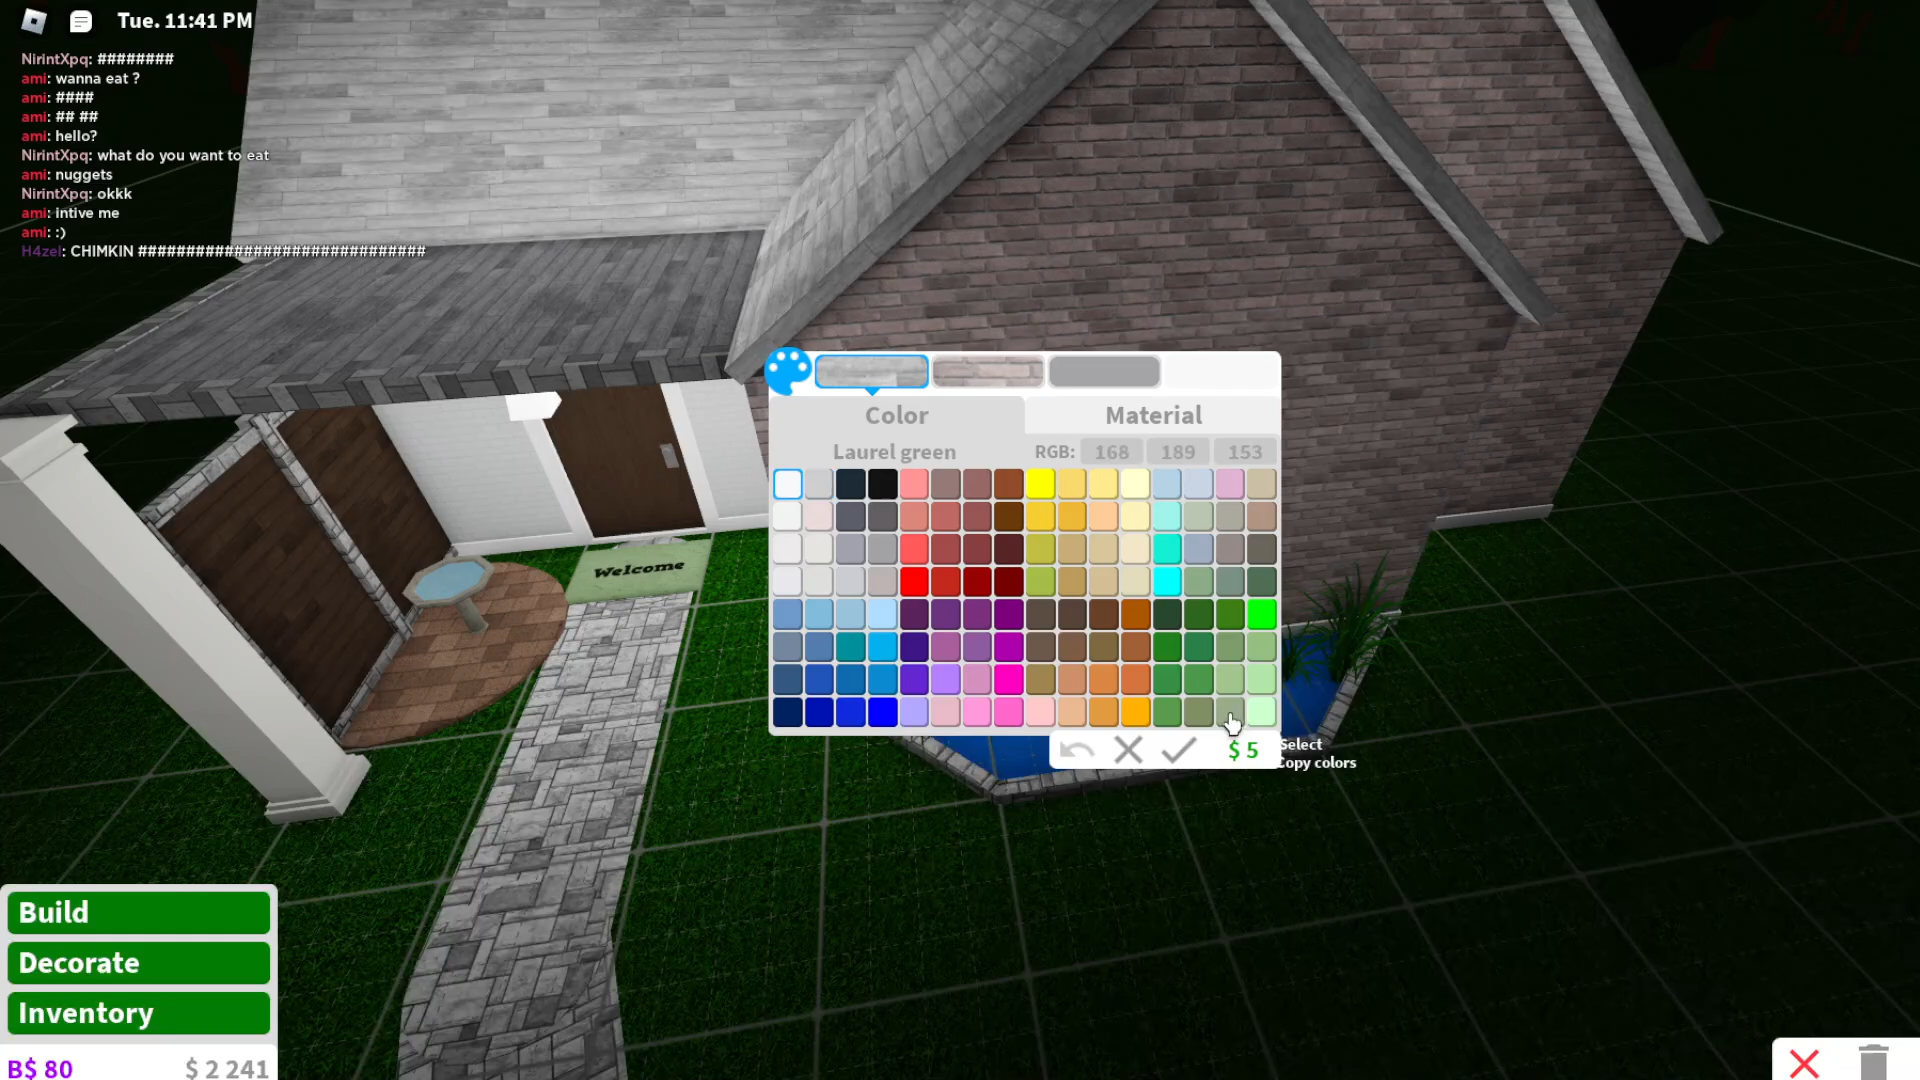 Tue. 11:41 PM
NirintXpq: ########
ami: wanna eat ?
ami: ####
ami: ## ##
ami: hello?
NirintXpq: what do you want to eat
ami: nuggets
NirintXpq: okkk
ami: intive me
ami: :)
H4zel: CHIMKIN ##############################
Color
Material
Laurel green
RGB: 168 189 153
Welcome
$ 5
Select
Copy colors
Build
Decorate
Inventory
B$ 80
$ 2 241